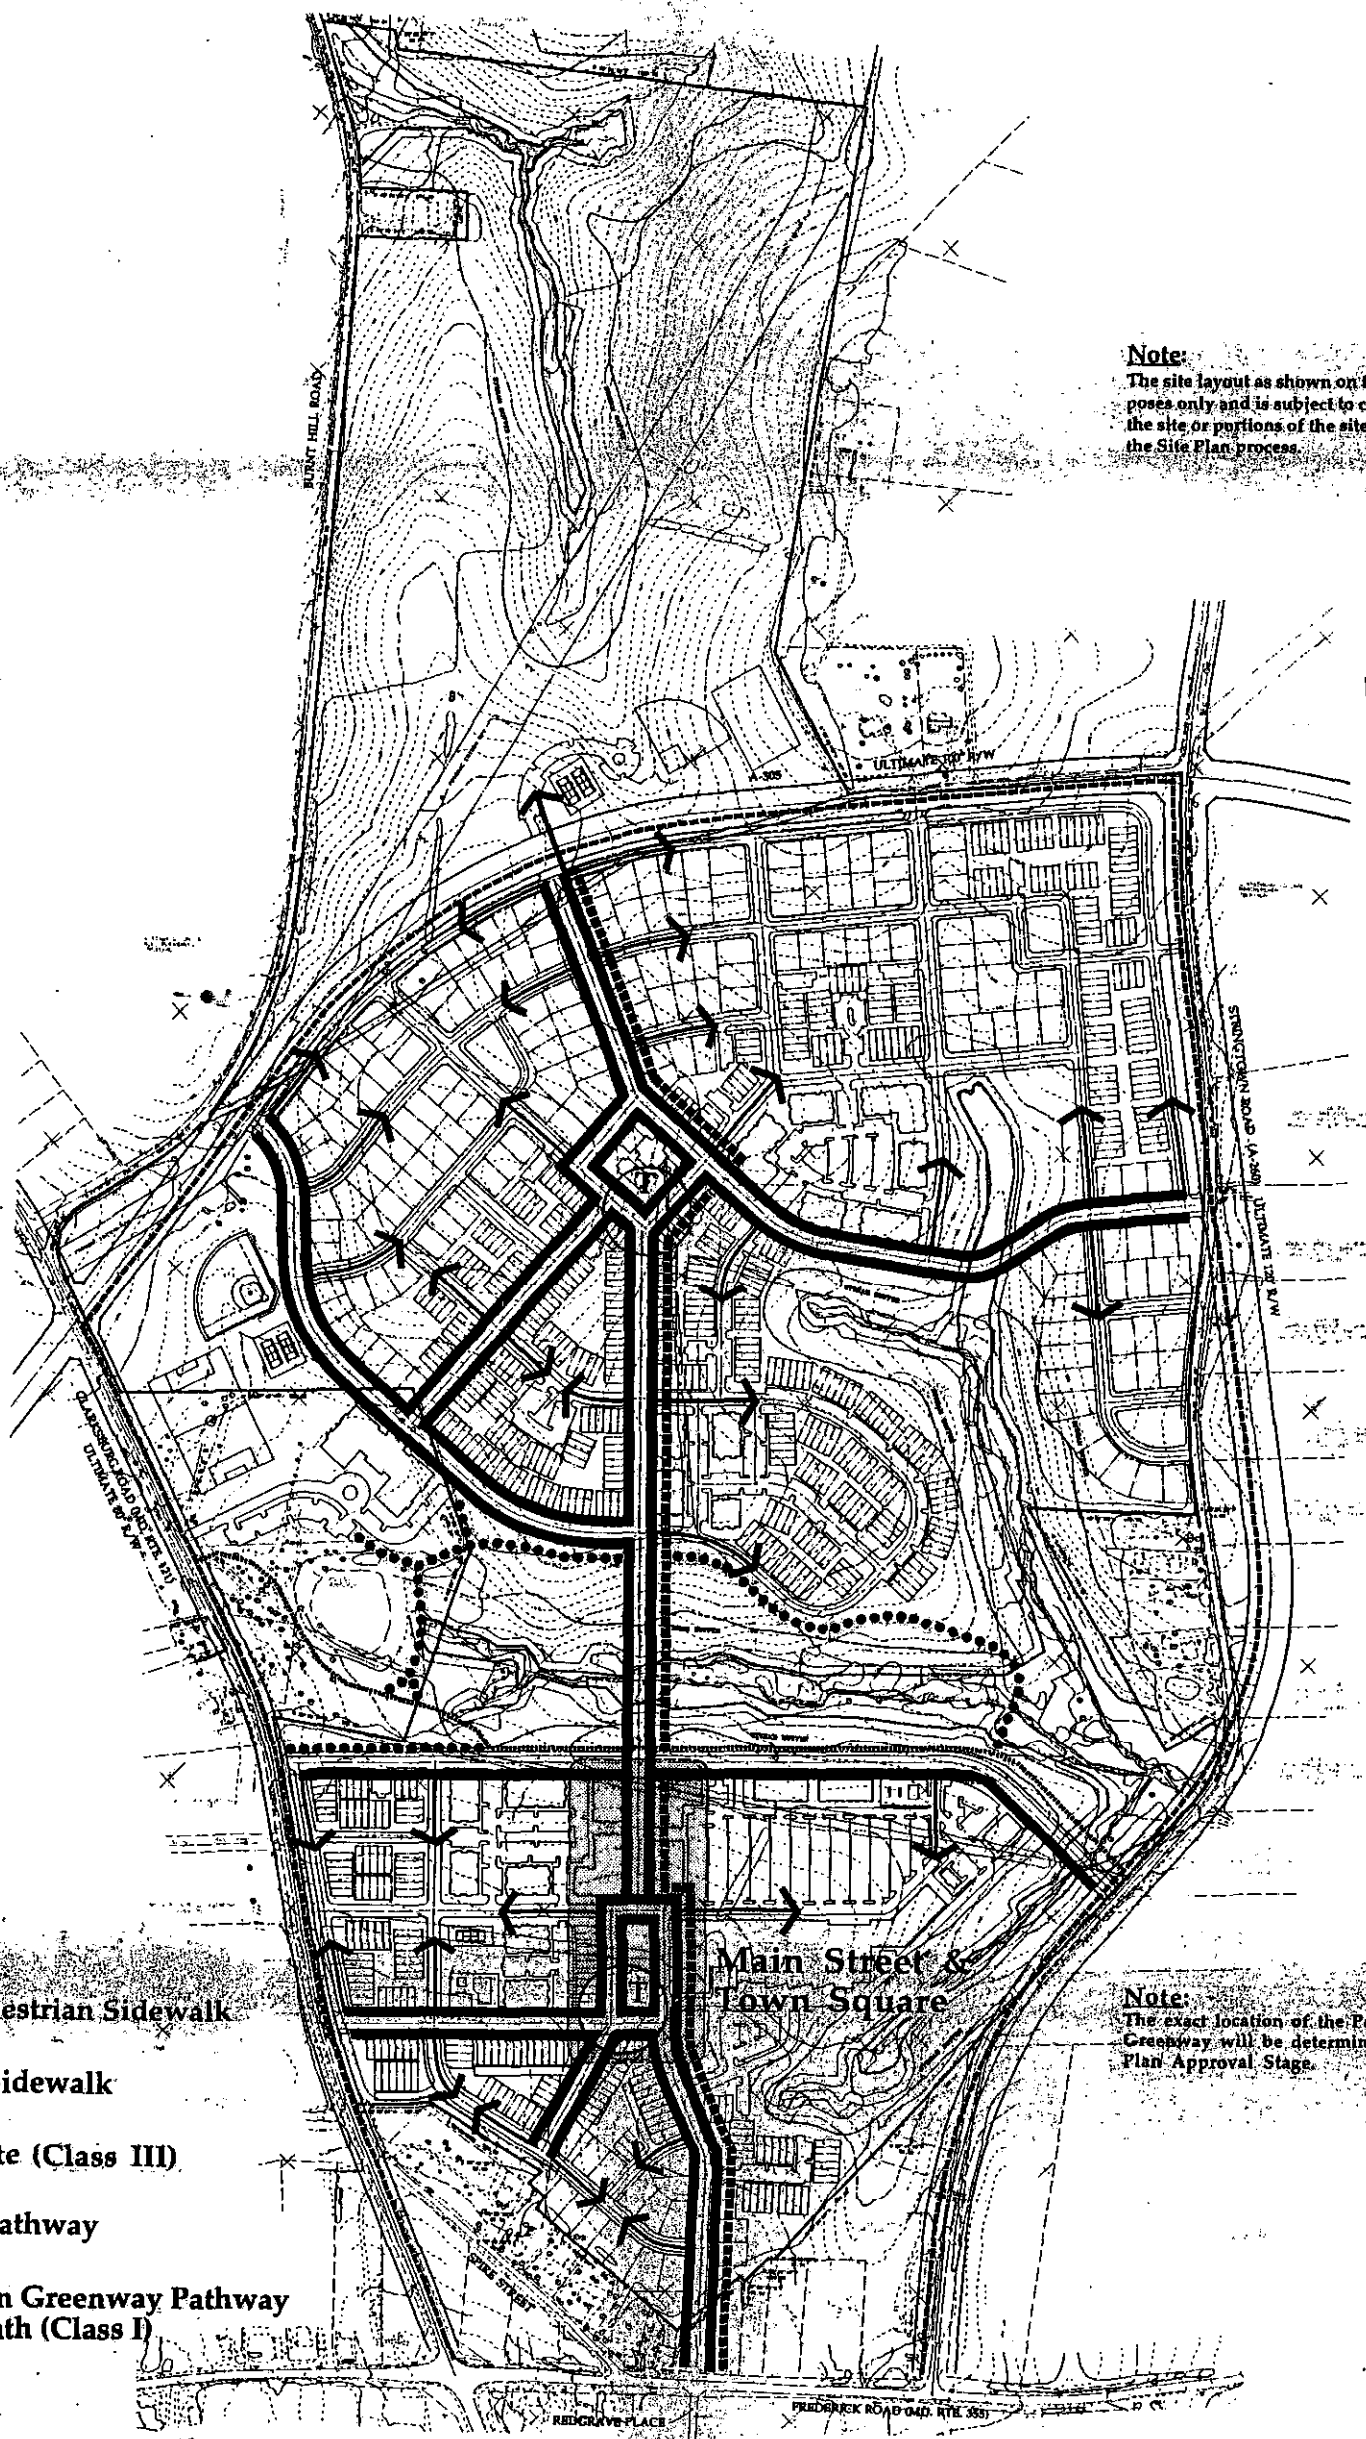 Note:
The site layout as shown on
poses only and is subject to
the site or portions of the site
the Site Plan process.
BURNT HILL ROAD
A-305
ULTIMATE R/W
STRINGTOWN ROAD (A-260) ULTIMATE 120' R/W
CLARKSBURG ROAD (MD. RTE. 121)
ULTIMATE 80' R/W
Main Street &
Town Square
Note:
The exact location of the
Greenway will be
Plan Approval Stage.
estrian Sidewalk
idewalk
te (Class III)
athway
n Greenway Pathway
th (Class I)
SPIRE STREET
REDGRAVE PLACE
FREDERICK ROAD (MD. RTE. 355)